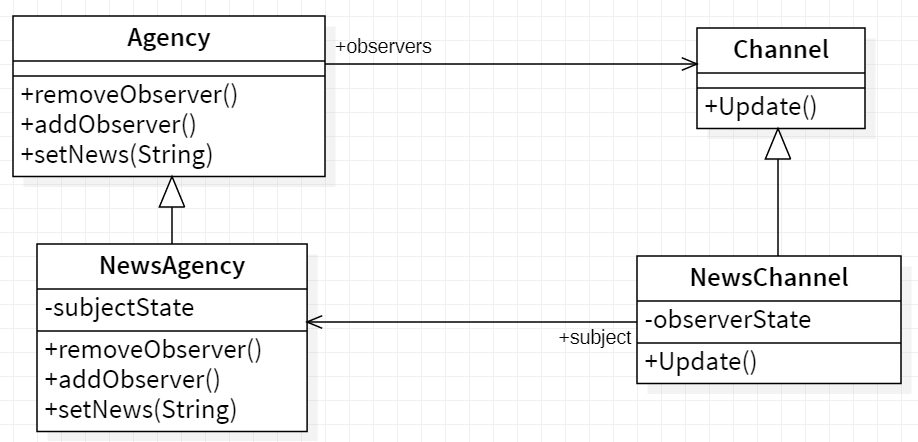 Agency
+removeObserver()
+addObserver()
+setNews(String)
+observers
Channel
+Update()
NewsAgency
-subjectState
+removeObserver()
+addObserver()
+setNews(String)
+subject
NewsChannel
-observerState
+Update()